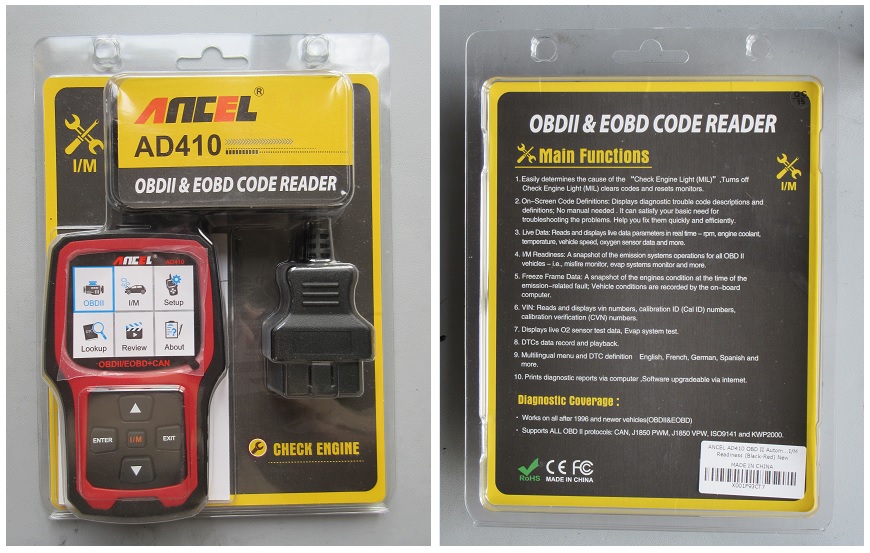 ANCEL®
AD410
OBDII & EOBD CODE READER
I/M
ANCEL AD410
OBDII I/M Setup
Lookup Review About
OBDII/EOBD+CAN
ENTER I/M EXIT
CHECK ENGINE
OBDII & EOBD CODE READER
Main Functions
I/M
1. Easily determines the cause of the “Check Engine Light (MIL)” ,Turns off
Check Engine Light (MIL) clears codes and resets monitors.
2. On-Screen Code Definitions: Displays diagnostic trouble code descriptions and
definitions; No manual needed . It can satisfy your basic need for
troubleshooting the problems. Help you fix them quickly and efficiently.
3. Live Data: Reads and displays live data parameters in real time – rpm, engine coolant,
temperature, vehicle speed, oxygen sensor data and more.
4. I/M Readiness: A snapshot of the emission systems operations for all OBD II
vehicles – i.e., misfire monitor, evap systems monitor and more.
5. Freeze Frame Data: A snapshot of the engines condition at the time of the
emission-related fault; Vehicle conditions are recorded by the on-board
computer.
6. VIN: Reads and displays vin numbers, calibration ID (Cal ID) numbers,
calibration verification (CVN) numbers.
7. Displays live O2 sensor test data, Evap system test.
8. DTCs data record and playback.
9. Multilingual menu and DTC definition English, French, German, Spanish and
more.
10. Prints diagnostic reports via computer ,Software upgradeable via internet.
Diagnostic Coverage :
· Works on all after 1996 and newer vehicles(OBDII&EOBD)
· Supports ALL OBD II protocols: CAN, J1850 PWM, J1850 VPW, ISO9141 and KWP2000.
ANCEL AD410 OBD II Autom...I/M
Readiness (Black-Red) New
MADE IN CHINA
X001F93CT7
RoHS CE FC
MADE IN CHINA